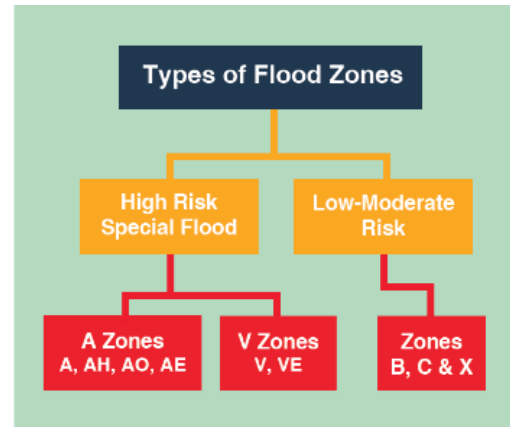 Types of Flood Zones
High Risk
Special Flood
Low-Moderate
Risk
A Zones
A, AH, AO, AE
V Zones
V, VE
Zones
B, C & X